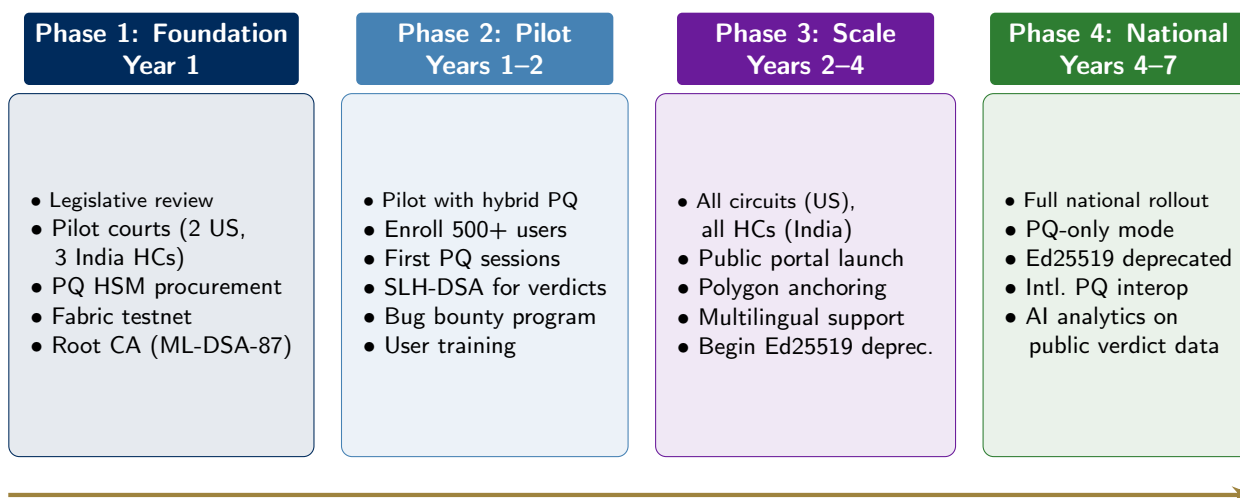 Phase 1: Foundation
Year 1
• Legislative review
• Pilot courts (2 US,
3 India HCs)
• PQ HSM procurement
• Fabric testnet
• Root CA (ML-DSA-87)
Phase 2: Pilot
Years 1–2
• Pilot with hybrid PQ
• Enroll 500+ users
• First PQ sessions
• SLH-DSA for verdicts
• Bug bounty program
• User training
Phase 3: Scale
Years 2–4
• All circuits (US),
all HCs (India)
• Public portal launch
• Polygon anchoring
• Multilingual support
• Begin Ed25519 deprec.
Phase 4: National
Years 4–7
• Full national rollout
• PQ-only mode
• Ed25519 deprecated
• Intl. PQ interop
• AI analytics on
public verdict data